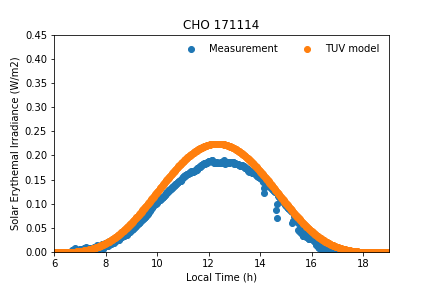 CHO 171114
Measurement
TUV model
Solar Erythemal Irradiance (W/m2)
0.45
0.40
0.35
0.30
0.25
0.20
0.15
0.10
0.05
0.00
6 8 10 12 14 16 18
Local Time (h)